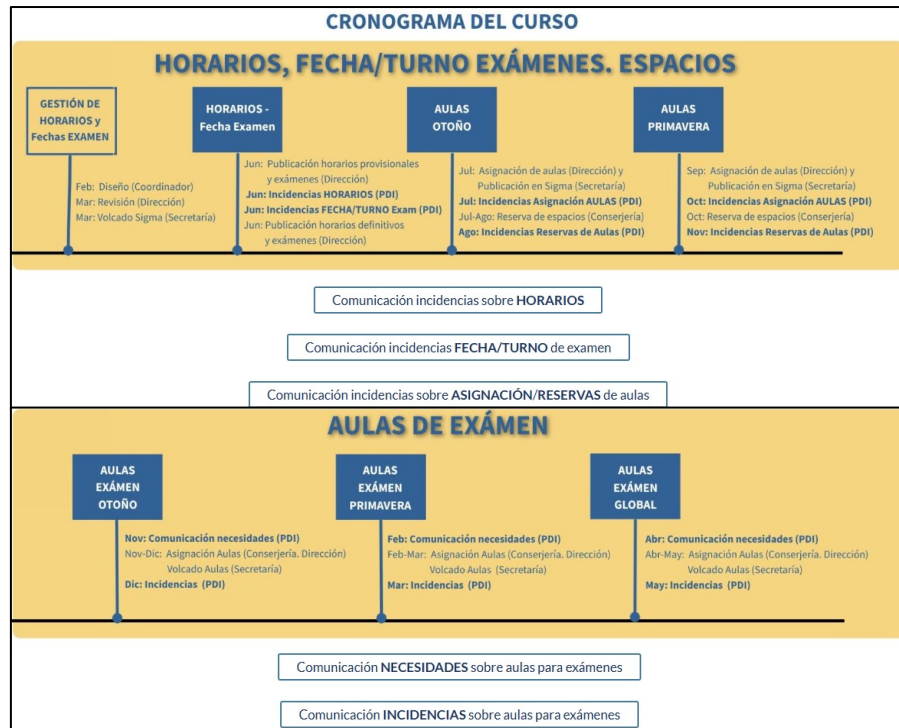 CRONOGRAMA DEL CURSO
HORARIOS, FECHA/TURNO EXÁMENES. ESPACIOS
GESTIÓN DE
HORARIOS y
Fechas EXAMEN
Feb: Diseño (Coordinador)
Mar: Revisión (Dirección)
Mar: Volcado Sigma (Secretaría)
HORARIOS -
Fecha Examen
Jun: Publicación horarios provisionales
y exámenes (Dirección)
Jun: Incidencias HORARIOS (PDI)
Jun: Incidencias FECHA/TURNO Exam (PDI)
Jun: Publicación horarios definitivos
y exámenes (Dirección)
AULAS
OTOÑO
Jul: Asignación de aulas (Dirección) y
Publicación en Sigma (Secretaría)
Jul: Incidencias Asignación AULAS (PDI)
Jul-Ago: Reserva de espacios (Conserjería)
Ago: Incidencias Reservas de Aulas (PDI)
AULAS
PRIMAVERA
Sep: Asignación de aulas (Dirección) y
Publicación en Sigma (Secretaría)
Oct: Incidencias Asignación AULAS (PDI)
Oct: Reserva de espacios (Conserjería)
Nov: Incidencias Reservas de Aulas (PDI)
Comunicación incidencias sobre HORARIOS
Comunicación incidencias FECHA/TURNO de examen
Comunicación incidencias sobre ASIGNACIÓN/RESERVAS de aulas
AULAS DE EXÁMEN
AULAS
EXÁMEN
OTOÑO
Nov: Comunicación necesidades (PDI)
Nov-Dic: Asignación Aulas (Conserjería. Dirección)
Volcado Aulas (Secretaría)
Dic: Incidencias (PDI)
AULAS
EXÁMEN
PRIMAVERA
Feb: Comunicación necesidades (PDI)
Feb-Mar: Asignación Aulas (Conserjería. Dirección)
Volcado Aulas (Secretaría)
Mar: Incidencias (PDI)
AULAS
EXÁMEN
GLOBAL
Abr: Comunicación necesidades (PDI)
Abr-May: Asignación Aulas (Conserjería. Dirección)
Volcado Aulas (Secretaría)
May: Incidencias (PDI)
Comunicación NECESIDADES sobre aulas para exámenes
Comunicación INCIDENCIAS sobre aulas para exámenes